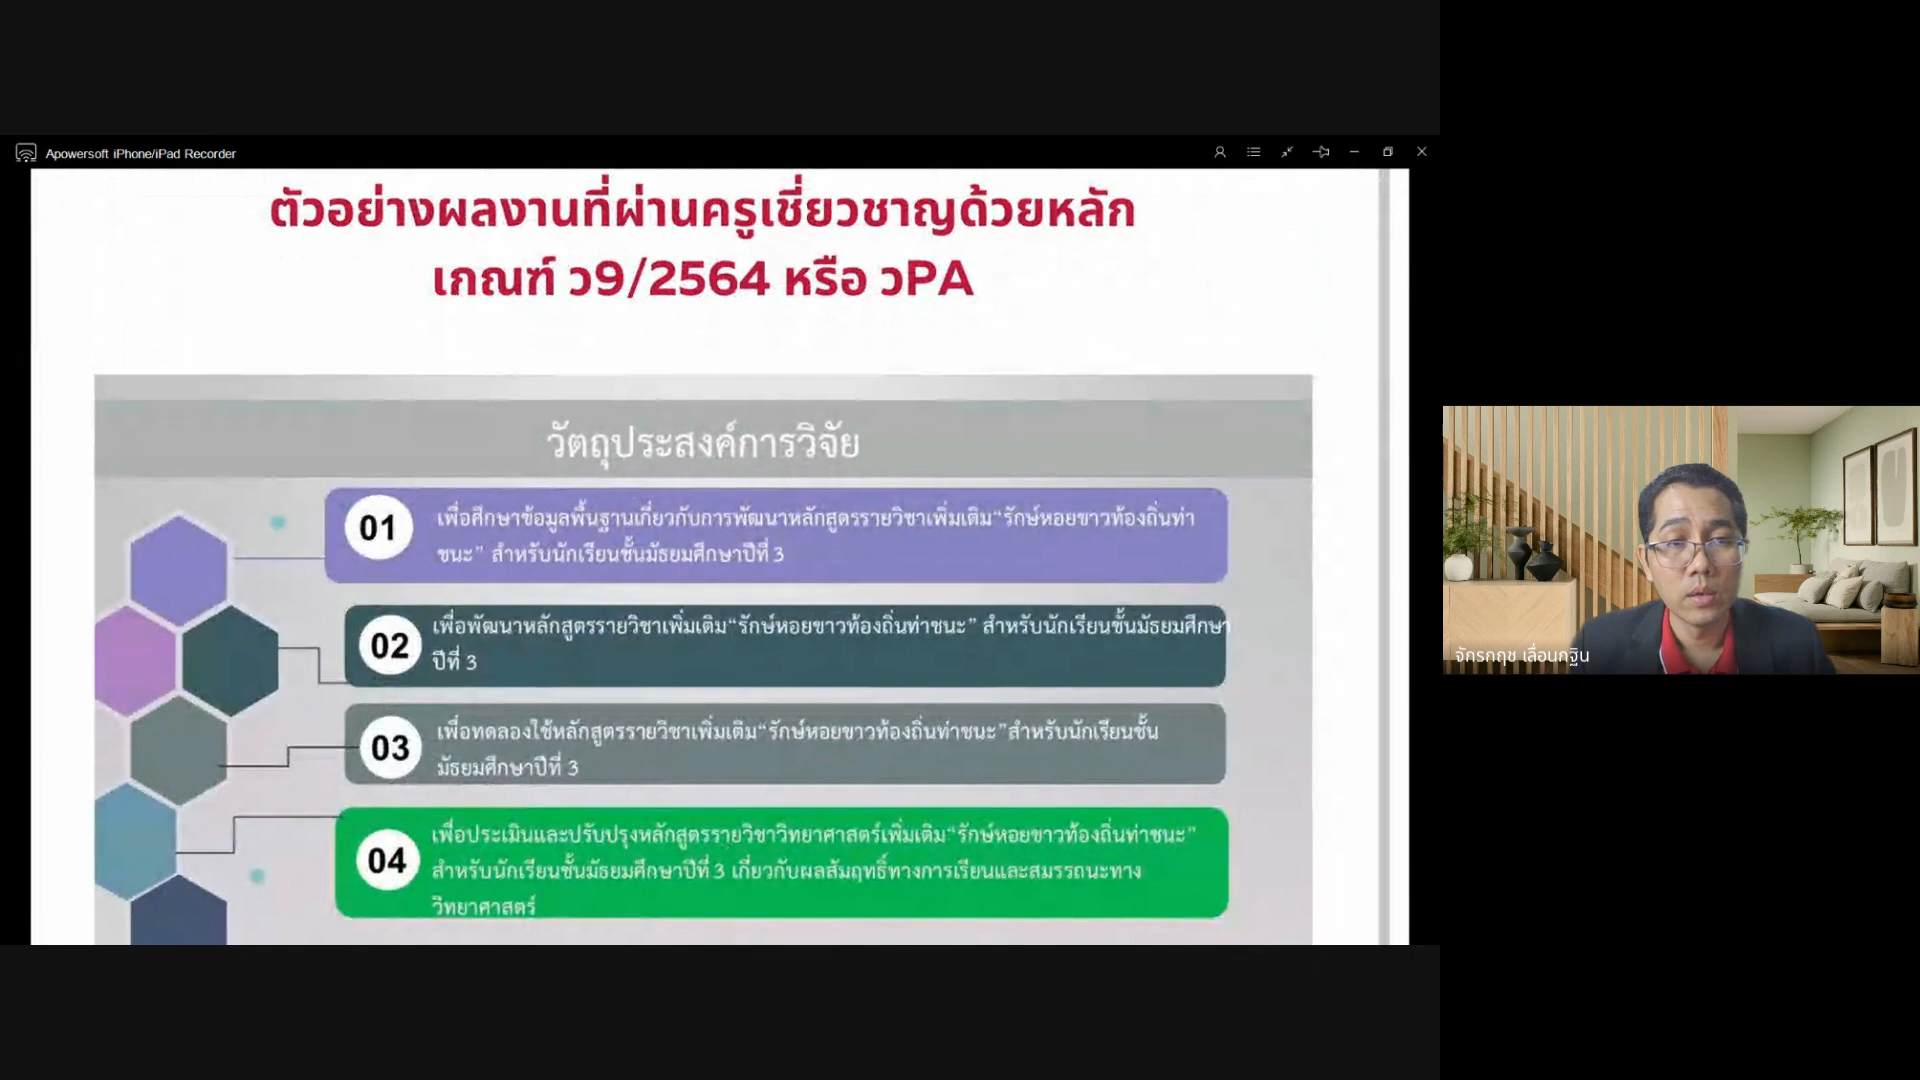 Apowersoft iPhone/iPad Recorder
ตัวอย่างผลงานที่ผ่านครูเชี่ยวชาญด้วยหลัก
เกณฑ์ ว9/2564 หรือ วPA
วัตถุประสงค์การวิจัย
01
เพื่อศึกษาข้อมูลพื้นฐานเกี่ยวกับการพัฒนาหลักสูตรรายวิชาเพิ่มเติม“รักษ์หอยขาวท้องถิ่นท่า
ชนะ” สำหรับนักเรียนชั้นมัธยมศึกษาปีที่ 3
02
เพื่อพัฒนาหลักสูตรรายวิชาเพิ่มเติม“รักษ์หอยขาวท้องถิ่นท่าชนะ” สำหรับนักเรียนชั้นมัธยมศึกษา
ปีที่ 3
03
เพื่อทดลองใช้หลักสูตรรายวิชาเพิ่มเติม“รักษ์หอยขาวท้องถิ่นท่าชนะ”สำหรับนักเรียนชั้น
มัธยมศึกษาปีที่ 3
04
เพื่อประเมินและปรับปรุงหลักสูตรรายวิชาวิทยาศาสตร์เพิ่มเติม“รักษ์หอยขาวท้องถิ่นท่าชนะ”
สำหรับนักเรียนชั้นมัธยมศึกษาปีที่ 3 เกี่ยวกับผลสัมฤทธิ์ทางการเรียนและสมรรถนะทาง
วิทยาศาสตร์
จักรกฤช เลื่อนกฐิน